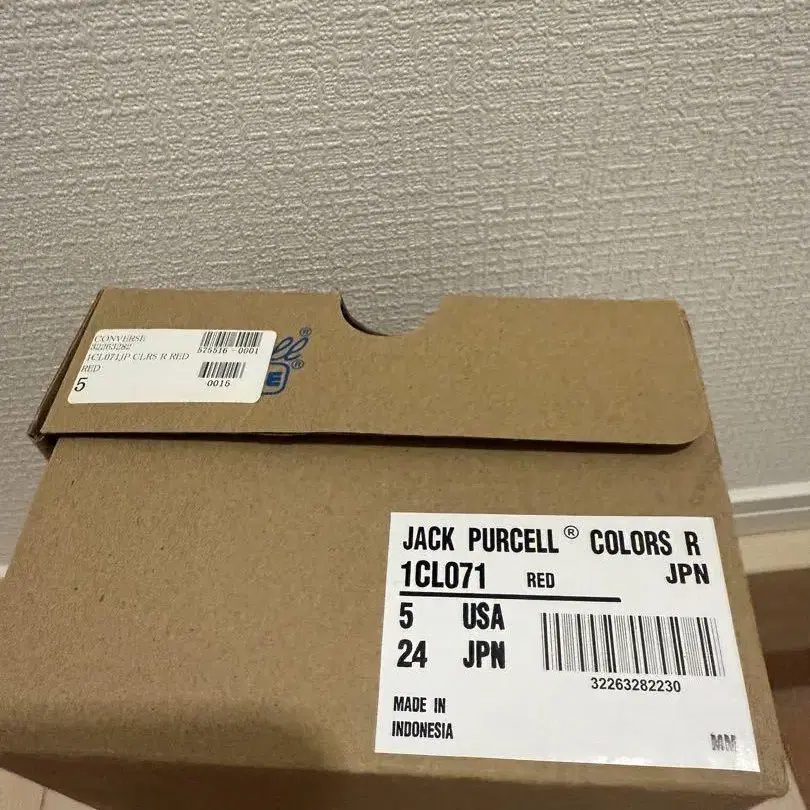 CONVERSE
32263282
575516-0001
1CL071JP CLRS R RED
RED
5
0015
ell®
E®
JACK PURCELL® COLORS R
1CL071 RED JPN
5 USA
24 JPN
32263282230
MADE IN
INDONESIA
MM